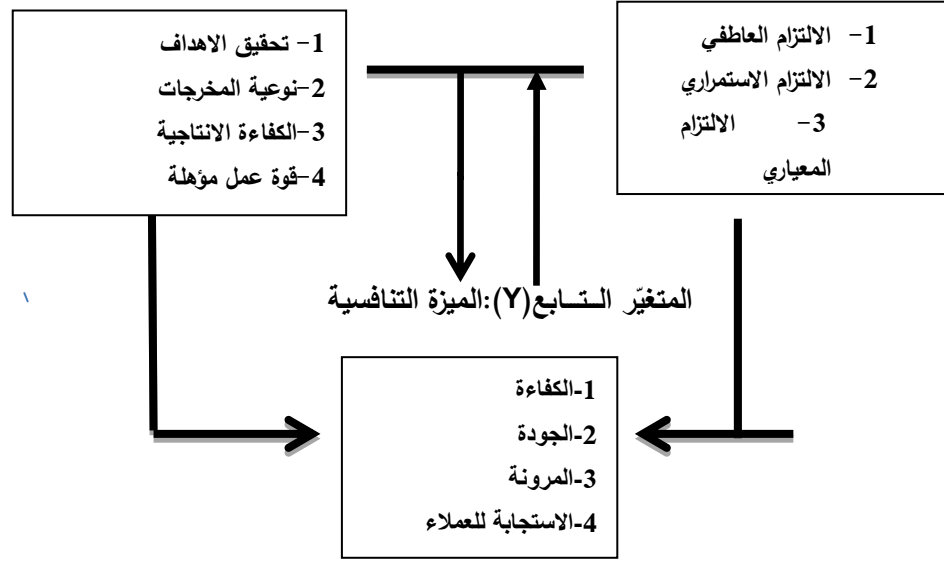 1- الالتزام العاطفي
2- الالتزام الاستمراري
3- الالتزام
المعياري
1- تحقيق الاهداف
2-نوعية المخرجات
3-الكفاءة الانتاجية
4-قوة عمل مؤهلة
المتغيّر الـتــابع(Y):الميزة التنافسية
1-الكفاءة
2-الجودة
3-المرونة
4-الاستجابة للعملاء